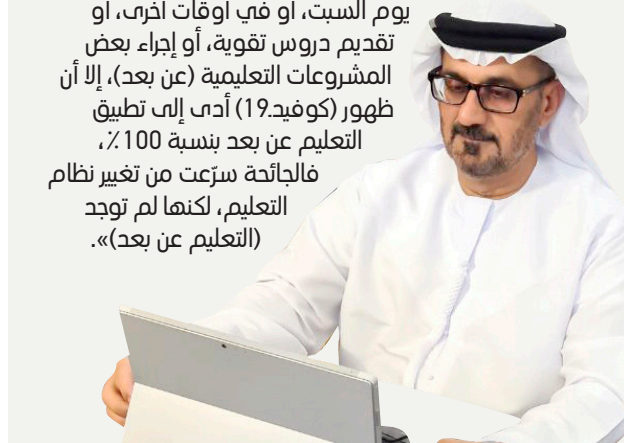 يوم السبت، أو في أوقات أخرى، أو
تقديم دروس تقوية، أو إجراء بعض
المشروعات التعليمية (عن بعد)، إلا أن
ظهور (كوفيد.19) أدى إلى تطبيق
التعليم عن بعد بنسبة 100٪،
فالجائحة سرّعت من تغيير نظام
التعليم، لكنها لم توجد
(التعليم عن بعد)».